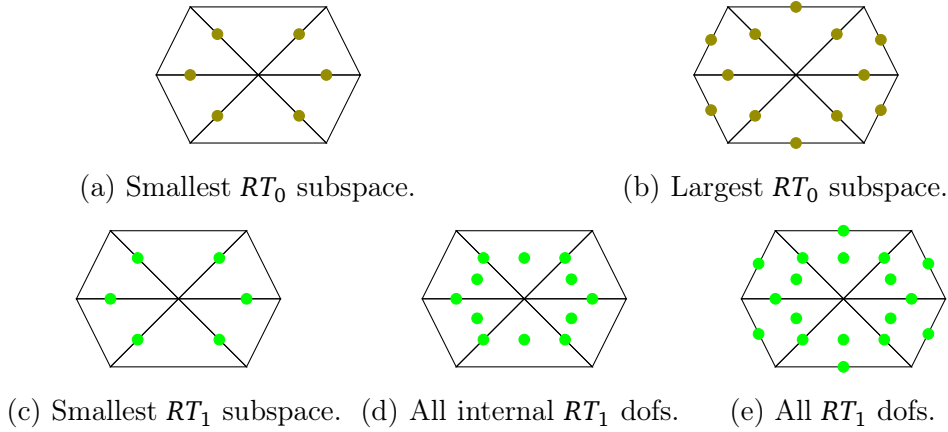 (a) Smallest RT₀ subspace.
(b) Largest RT₀ subspace.
(c) Smallest RT₁ subspace.
(d) All internal RT₁ dofs.
(e) All RT₁ dofs.